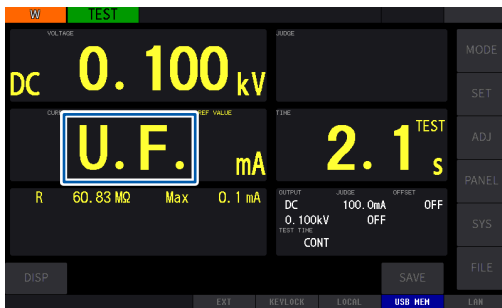 W TEST
VOLTAGE
DC 0.100 kV
JUDGE
MODE
SET
ADJ
PANEL
SYS
FILE
CURR REF VALUE
U.F. mA
TIME
2.1 TEST s
R 60.83 MΩ Max 0.1 mA
OUTPUT JUDGE OFFSET
DC 100.0mA OFF
0.100kV OFF
TEST TIME
CONT
DISP
SAVE
EXT KEYLOCK LOCAL USB MEM LAN